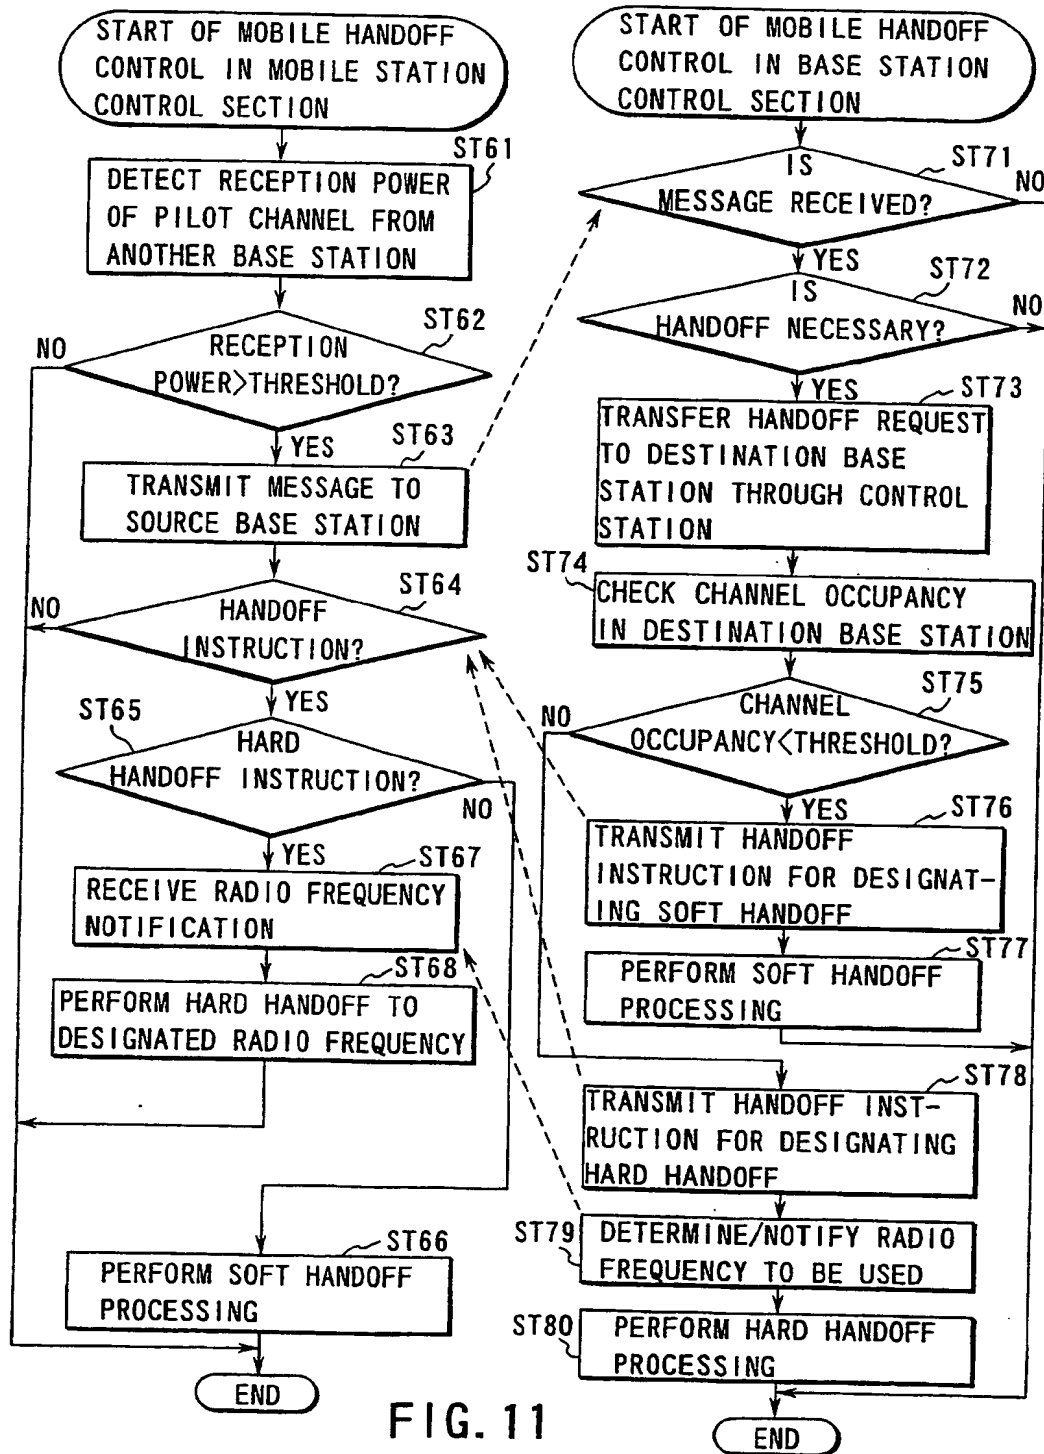 START OF MOBILE HANDOFF
CONTROL IN MOBILE STATION
CONTROL SECTION
ST61
DETECT RECEPTION POWER
OF PILOT CHANNEL FROM
ANOTHER BASE STATION
ST62
NO
RECEPTION
POWER>THRESHOLD?
YES
ST63
TRANSMIT MESSAGE TO
SOURCE BASE STATION
ST64
NO
HANDOFF
INSTRUCTION?
YES
ST65
HARD
HANDOFF INSTRUCTION?
NO
YES
ST67
RECEIVE RADIO FREQUENCY
NOTIFICATION
ST68
PERFORM HARD HANDOFF TO
DESIGNATED RADIO FREQUENCY
ST66
PERFORM SOFT HANDOFF
PROCESSING
END
START OF MOBILE HANDOFF
CONTROL IN BASE STATION
CONTROL SECTION
ST71
IS
MESSAGE RECEIVED?
NO
YES
ST72
IS
HANDOFF NECESSARY?
NO
YES
ST73
TRANSFER HANDOFF REQUEST
TO DESTINATION BASE
STATION THROUGH CONTROL
STATION
ST74
CHECK CHANNEL OCCUPANCY
IN DESTINATION BASE STATION
ST75
NO
CHANNEL
OCCUPANCY<THRESHOLD?
YES
ST76
TRANSMIT HANDOFF
INSTRUCTION FOR DESIGNAT-
ING SOFT HANDOFF
ST77
PERFORM SOFT HANDOFF
PROCESSING
ST78
TRANSMIT HANDOFF INST-
RUCTION FOR DESIGNATING
HARD HANDOFF
ST79
DETERMINE/NOTIFY RADIO
FREQUENCY TO BE USED
ST80
PERFORM HARD HANDOFF
PROCESSING
END
FIG. 11